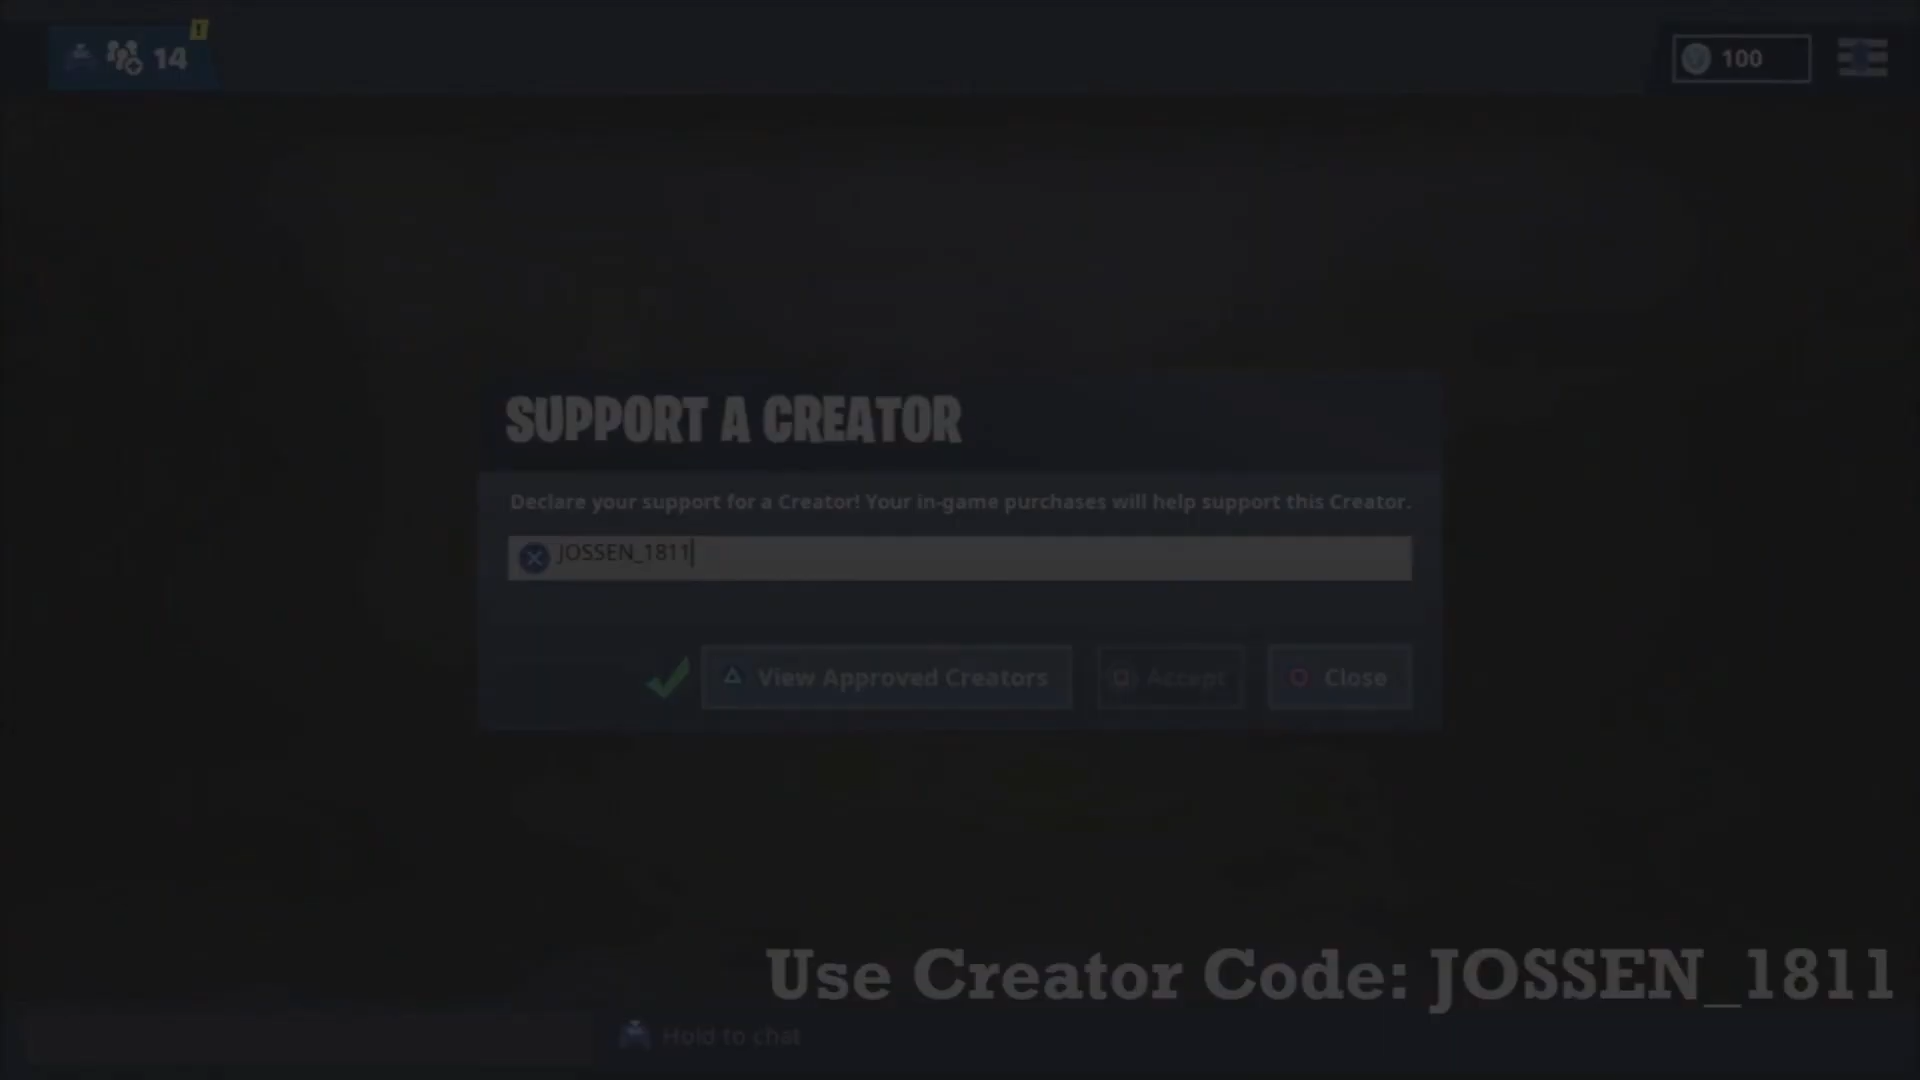 14
!
100
SUPPORT A CREATOR
Declare your support for a Creator! Your in-game purchases will help support this Creator.
JOSSEN_1811
View Approved Creators
Accept
Close
Use Creator Code: JOSSEN_1811
Hold to chat